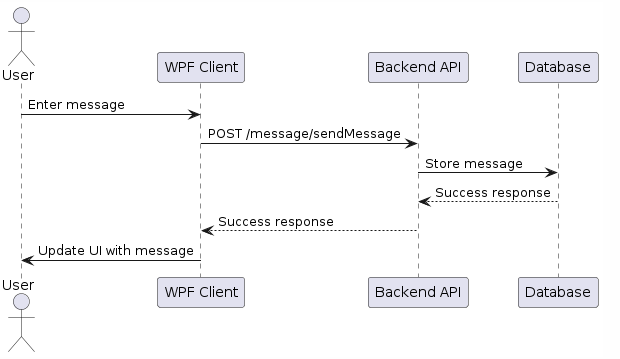 User
WPF Client
Backend API
Database
Enter message
POST /message/sendMessage
Store message
Success response
Success response
Update UI with message
User
WPF Client
Backend API
Database